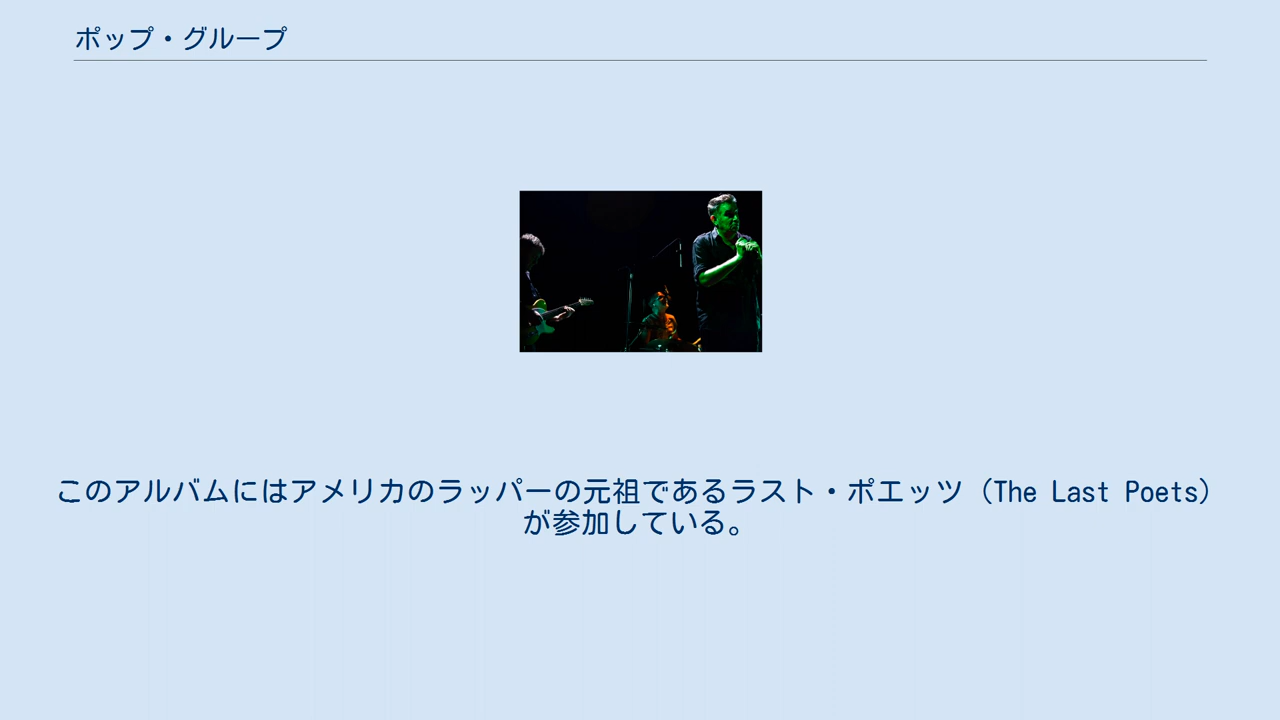 ポップ・グループ
このアルバムにはアメリカのラッパーの元祖であるラスト・ポエッツ（The Last Poets）
が参加している。